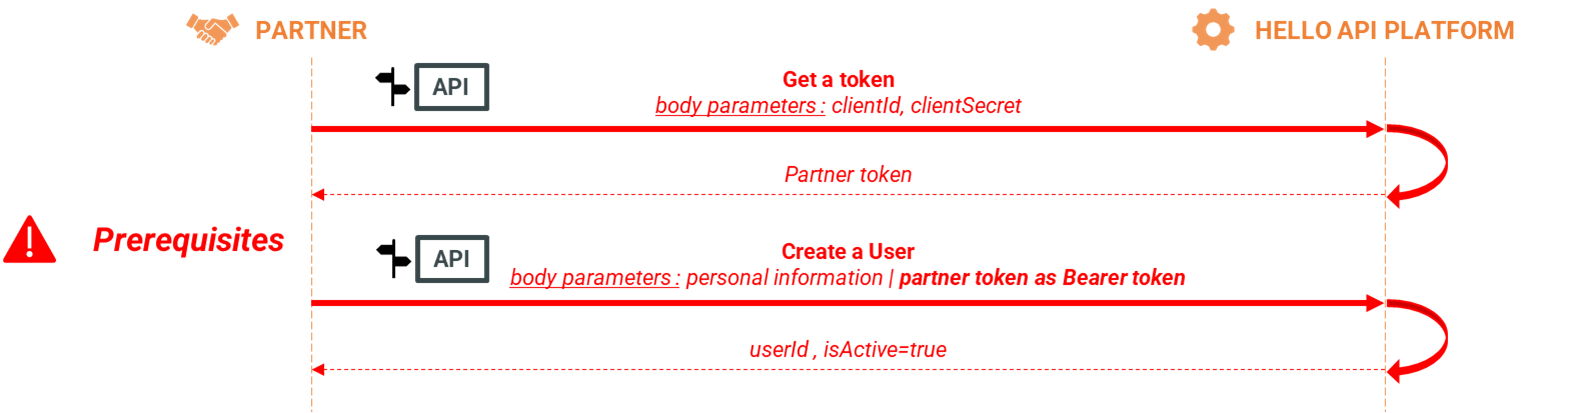 PARTNER
HELLO API PLATFORM
API
Get a token
body parameters : clientId, clientSecret
Partner token
Prerequisites
API
Create a User
body parameters : personal information | partner token as Bearer token
userId , isActive=true